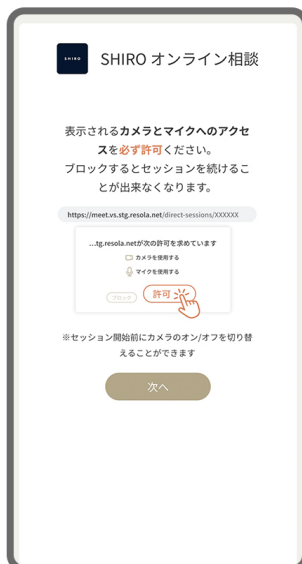 SHIRO
SHIRO オンライン相談
表示されるカメラとマイクへのアクセ
スを必ず許可ください。
ブロックするとセッションを続けるこ
とが出来なくなります。
https://meet.vs.stg.resola.net/direct-sessions/XXXXXX
...tg.resola.netが次の許可を求めています
カメラを使用する
マイクを使用する
ブロック
許可
※セッション開始前にカメラのオン/オフを切り替
えることができます
次へ